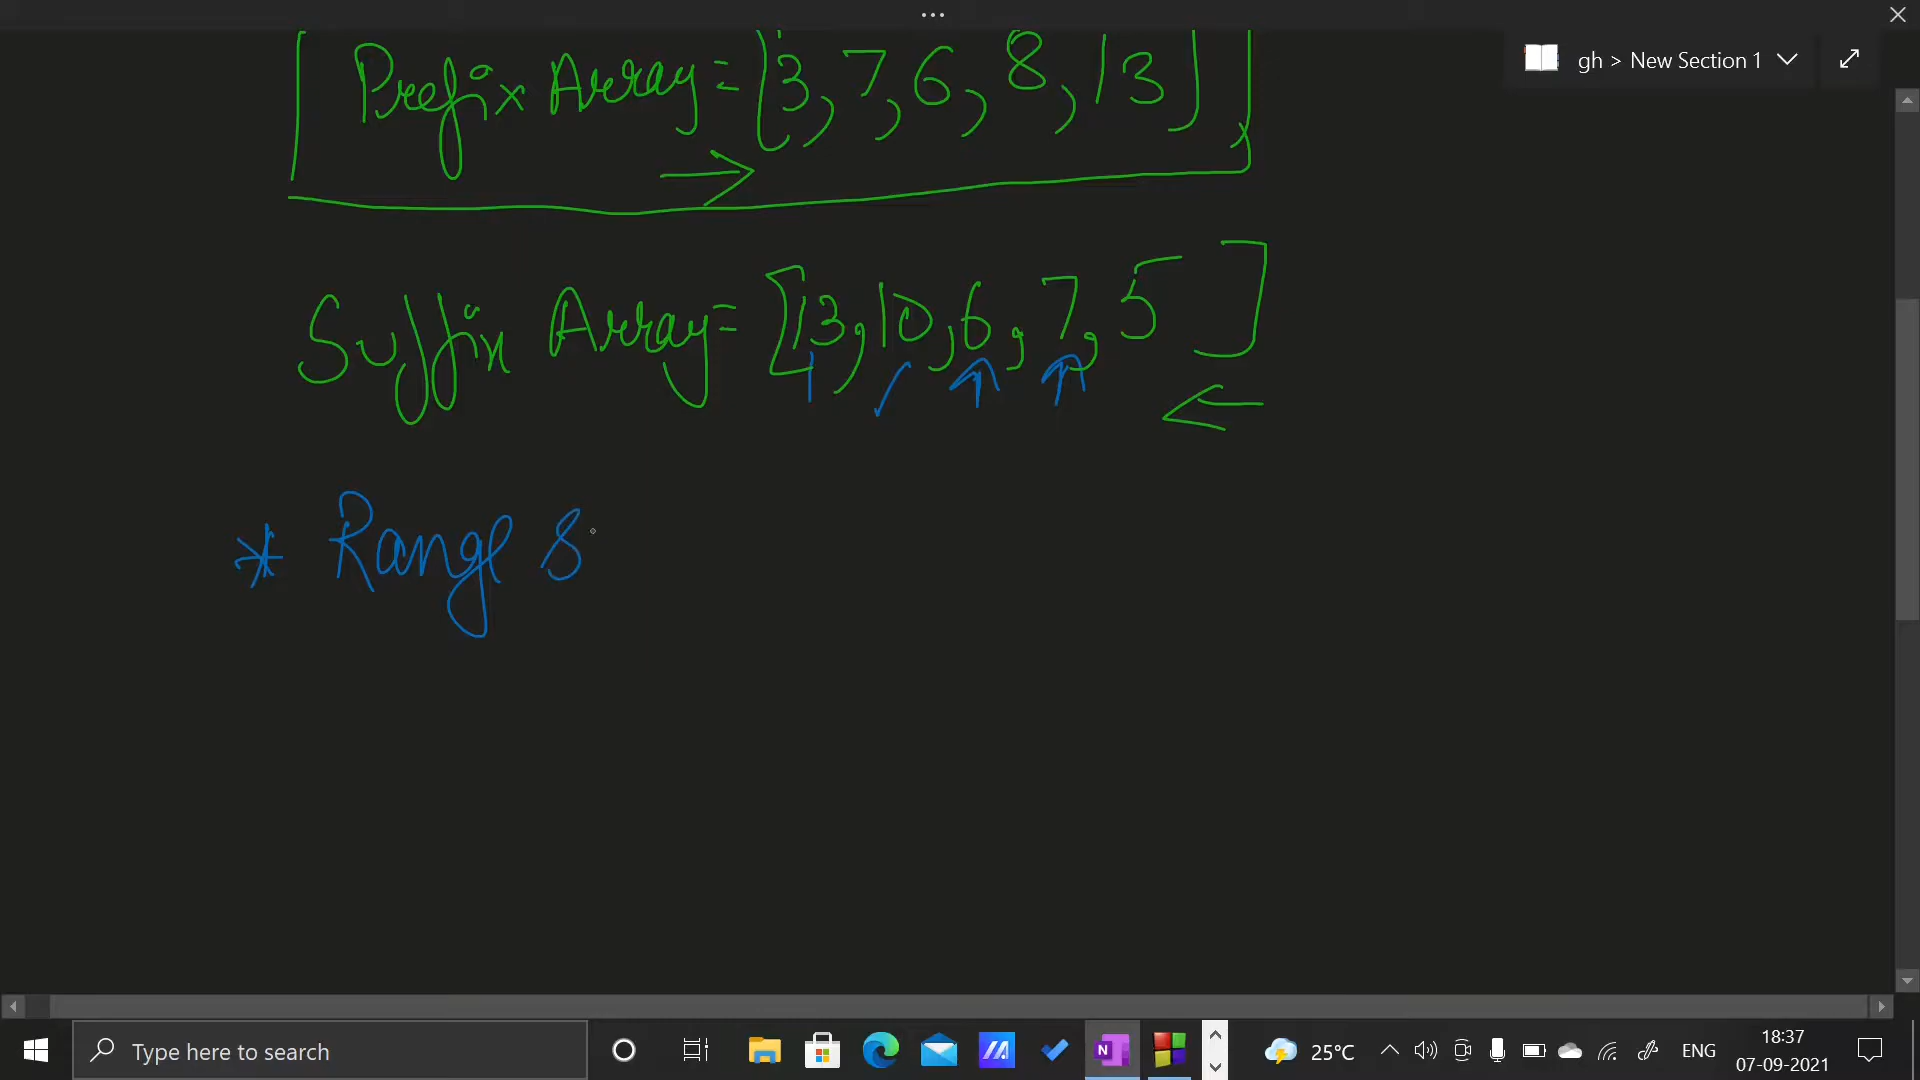 gh > New Section 1
Prefix Array = [3, 7, 6, 8, 13]
Suffix Array = [13, 10, 6, 7, 5]
* Range s
Type here to search
25°C
ENG
18:37
07-09-2021